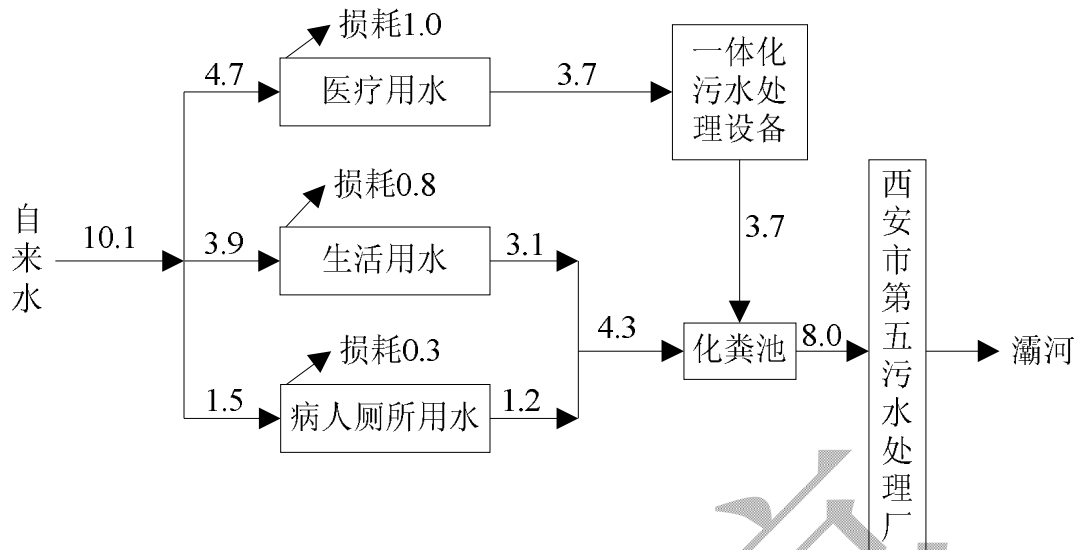 损耗1.0
4.7
医疗用水
3.7
一体化
污水处
理设备
损耗0.8
自来水
10.1
3.9
生活用水
3.1
3.7
4.3
化粪池
8.0
西安市第五污水处理厂
灞河
损耗0.3
1.5
病人厕所用水
1.2